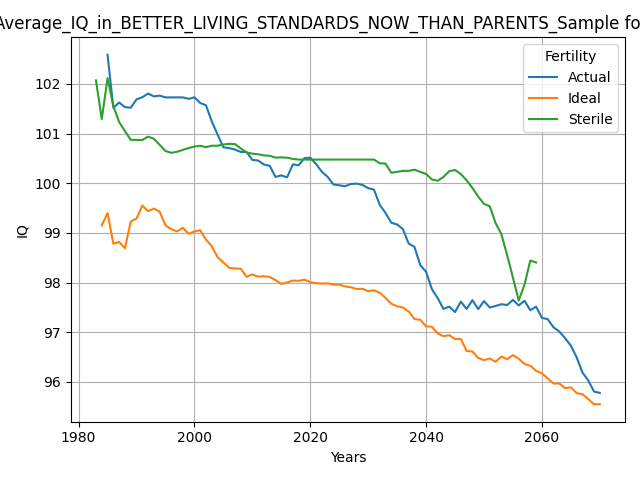 Average_IQ_in_BETTER_LIVING_STANDARDS_NOW_THAN_PARENTS_Sample fo
Fertility
Actual
Ideal
Sterile
IQ
102
101
100
99
98
97
96
1980 2000 2020 2040 2060
Years